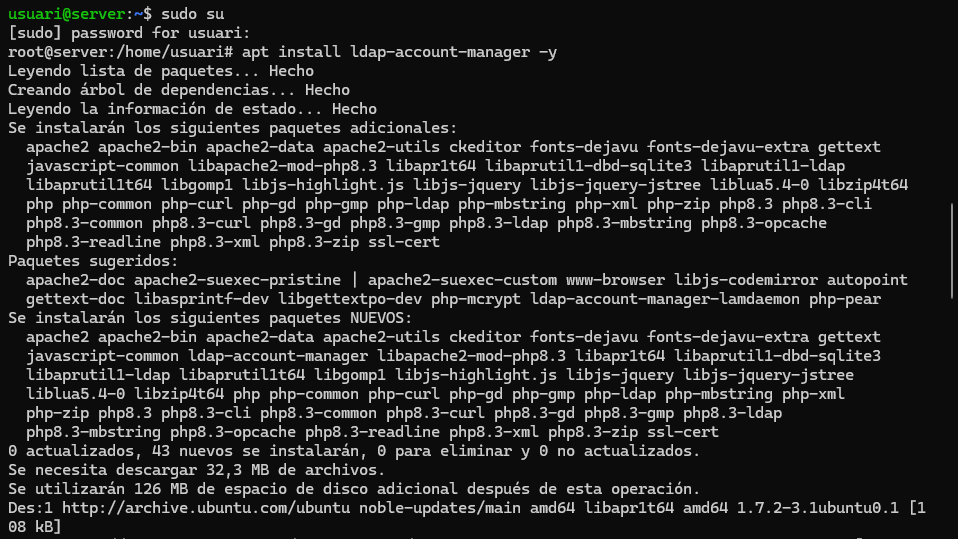 usuari@server:~$ sudo su
[sudo] password for usuari:
root@server:/home/usuari# apt install ldap-account-manager -y
Leyendo lista de paquetes... Hecho
Creando árbol de dependencias... Hecho
Leyendo la información de estado... Hecho
Se instalarán los siguientes paquetes adicionales:
  apache2 apache2-bin apache2-data apache2-utils ckeditor fonts-dejavu fonts-dejavu-extra gettext
  javascript-common libapache2-mod-php8.3 libapr1t64 libaprutil1-dbd-sqlite3 libaprutil1-ldap
  libaprutil1t64 libgomp1 libjs-highlight.js libjs-jquery libjs-jquery-jstree liblua5.4-0 libzip4t64
  php php-common php-curl php-gd php-gmp php-ldap php-mbstring php-xml php-zip php8.3 php8.3-cli
  php8.3-common php8.3-curl php8.3-gd php8.3-gmp php8.3-ldap php8.3-mbstring php8.3-opcache
  php8.3-readline php8.3-xml php8.3-zip ssl-cert
Paquetes sugeridos:
  apache2-doc apache2-suexec-pristine | apache2-suexec-custom www-browser libjs-codemirror autopoint
  gettext-doc libasprintf-dev libgettextpo-dev php-mcrypt ldap-account-manager-lamdaemon php-pear
Se instalarán los siguientes paquetes NUEVOS:
  apache2 apache2-bin apache2-data apache2-utils ckeditor fonts-dejavu fonts-dejavu-extra gettext
  javascript-common ldap-account-manager libapache2-mod-php8.3 libapr1t64 libaprutil1-dbd-sqlite3
  libaprutil1-ldap libaprutil1t64 libgomp1 libjs-highlight.js libjs-jquery libjs-jquery-jstree
  liblua5.4-0 libzip4t64 php php-common php-curl php-gd php-gmp php-ldap php-mbstring php-xml
  php-zip php8.3 php8.3-cli php8.3-common php8.3-curl php8.3-gd php8.3-gmp php8.3-ldap
  php8.3-mbstring php8.3-opcache php8.3-readline php8.3-xml php8.3-zip ssl-cert
0 actualizados, 43 nuevos se instalarán, 0 para eliminar y 0 no actualizados.
Se necesita descargar 32,3 MB de archivos.
Se utilizarán 126 MB de espacio de disco adicional después de esta operación.
Des:1 http://archive.ubuntu.com/ubuntu noble-updates/main amd64 libapr1t64 amd64 1.7.2-3.1ubuntu0.1 [1
08 kB]